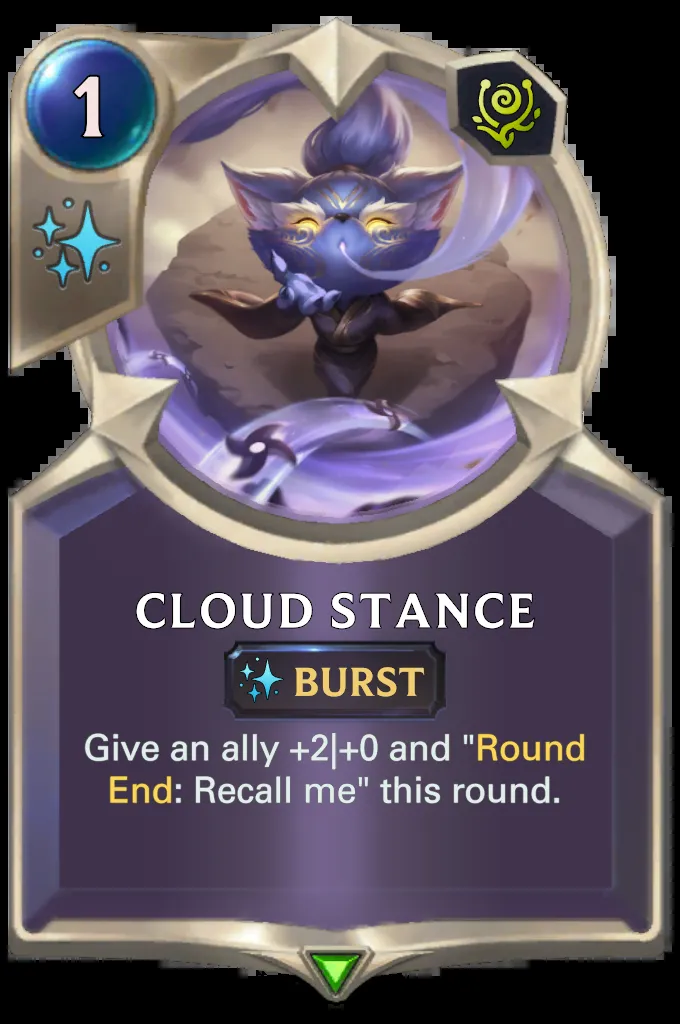 1
CLOUD STANCE
BURST
Give an ally +2|+0 and "Round
End: Recall me" this round.